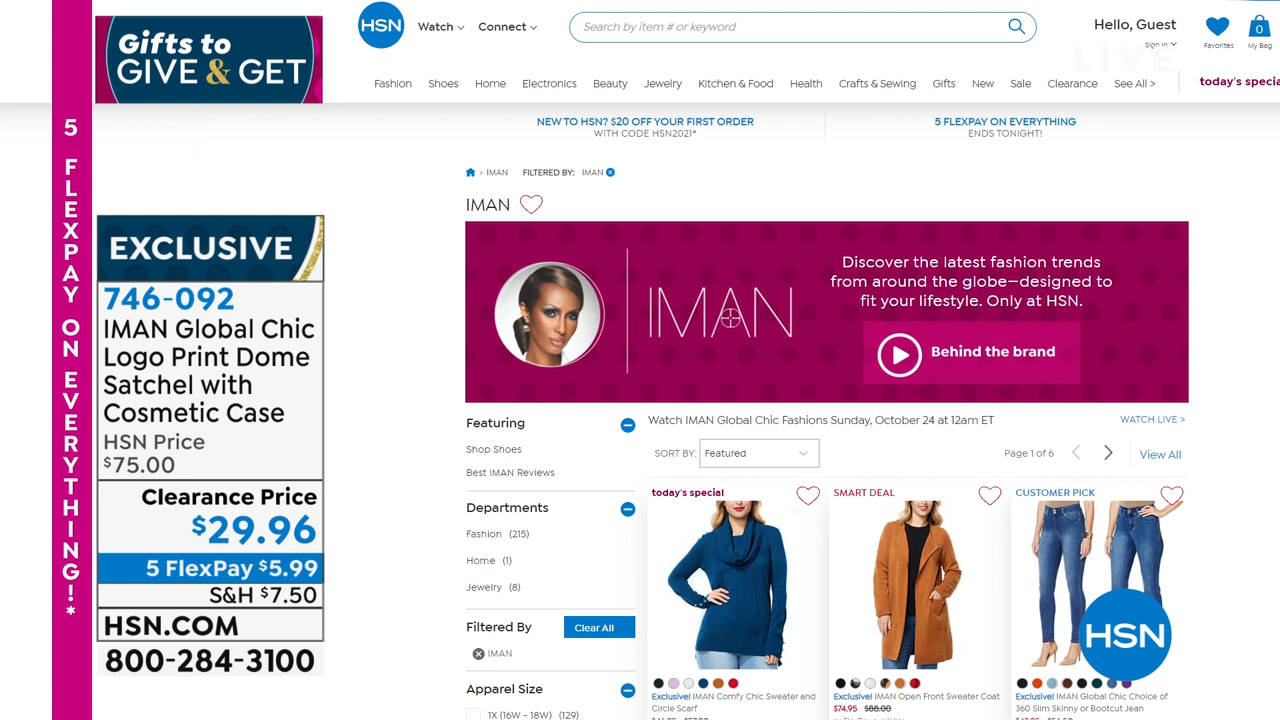 Gifts to
GIVE & GET
5 FLEXPAY ON EVERYTHING!*
EXCLUSIVE
746-092
IMAN Global Chic
Logo Print Dome
Satchel with
Cosmetic Case
HSN Price
$75.00
Clearance Price
$29.96
5 FlexPay $5.99
S&H $7.50
HSN.COM
800-284-3100
HSN
Watch
Connect
Search by item # or keyword
Hello, Guest
Sign In
Favorites
0
My Bag
LIVE
Fashion Shoes Home Electronics Beauty Jewelry Kitchen & Food Health Crafts & Sewing Gifts New Sale Clearance See All >
today's specia
NEW TO HSN? $20 OFF YOUR FIRST ORDER
WITH CODE HSN2021*
5 FLEXPAY ON EVERYTHING
ENDS TONIGHT!
> IMAN FILTERED BY: IMAN
IMAN
IMAN
Discover the latest fashion trends
from around the globe—designed to
fit your lifestyle. Only at HSN.
Behind the brand
Featuring
Shop Shoes
Best IMAN Reviews
Departments
Fashion (215)
Home (1)
Jewelry (8)
Filtered By
Clear All
IMAN
Apparel Size
1X (16W - 18W) (129)
Watch IMAN Global Chic Fashions Sunday, October 24 at 12am ET
WATCH LIVE >
SORT BY: Featured
Page 1 of 6
View All
today's special
Exclusive! IMAN Comfy Chic Sweater and
Circle Scarf
SMART DEAL
Exclusive! IMAN Open Front Sweater Coat
$74.95 $88.00
CUSTOMER PICK
Exclusive! IMAN Global Chic Choice of
360 Slim Skinny or Bootcut Jean
HSN